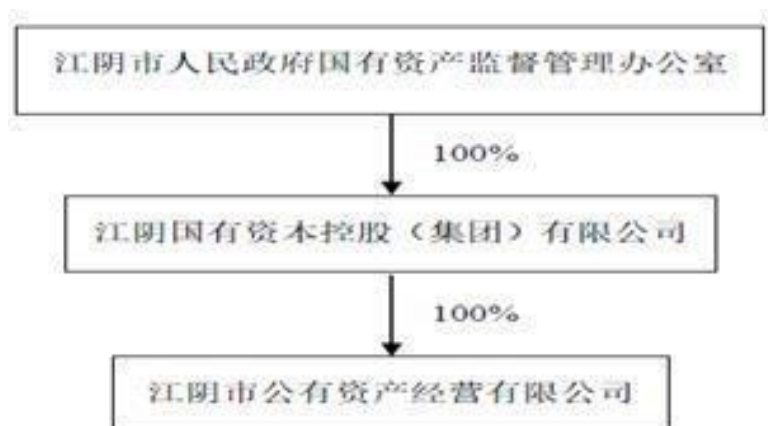 江阴市人民政府国有资产监督管理办公室
100%
江阴国有资本控股（集团）有限公司
100%
江阴市公有资产经营有限公司